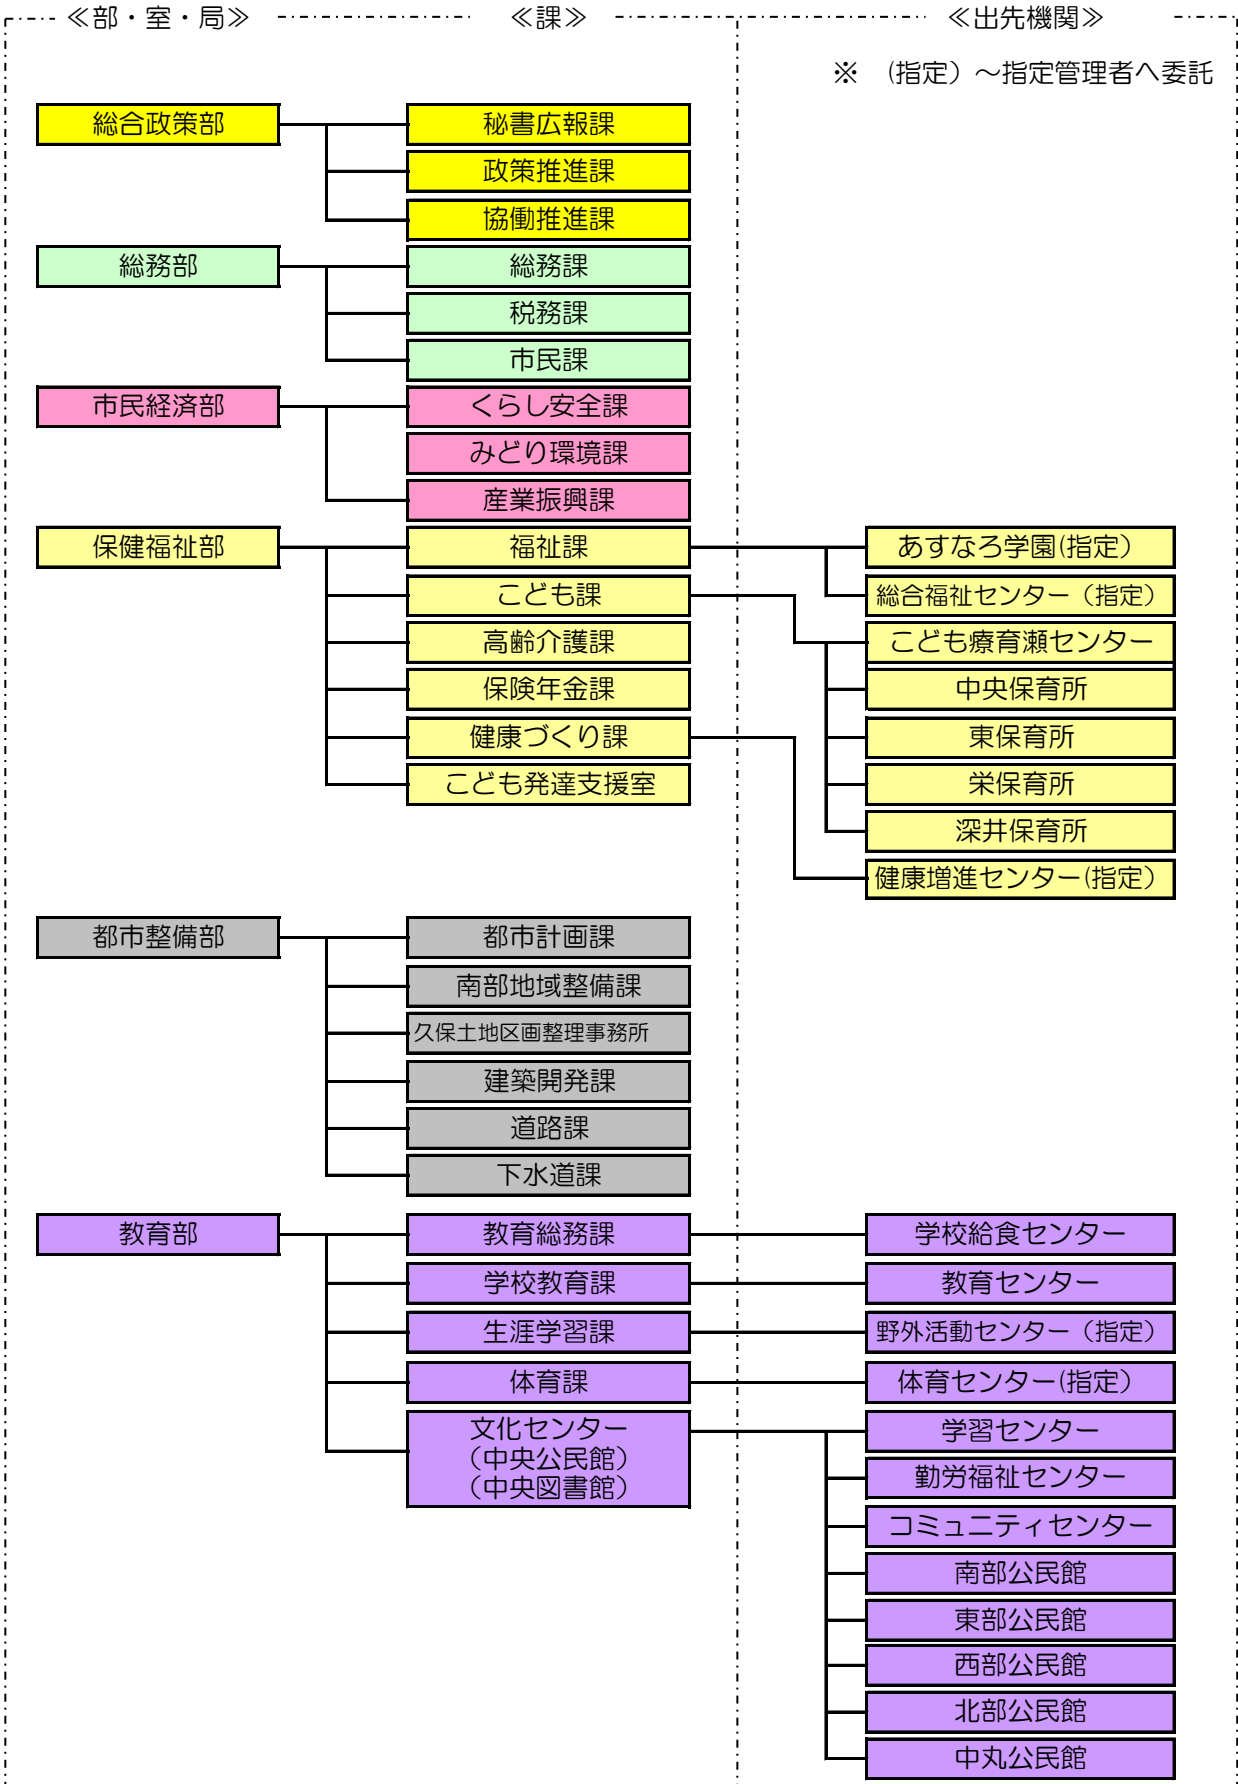 ≪部・室・局≫ ≪課≫ ≪出先機関≫
※ (指定）～指定管理者へ委託
総合政策部 秘書広報課
政策推進課
協働推進課
総務部 総務課
税務課
市民課
市民経済部 くらし安全課
みどり環境課
産業振興課
保健福祉部 福祉課 あすなろ学園(指定）
総合福祉センター（指定）
こども課
こども療育瀬センター
高齢介護課
保険年金課 中央保育所
健康づくり課 東保育所
こども発達支援室 栄保育所
深井保育所
健康増進センター(指定）
都市整備部 都市計画課
南部地域整備課
久保土地区画整理事務所
建築開発課
道路課
下水道課
教育部 教育総務課 学校給食センター
学校教育課 教育センター
生涯学習課 野外活動センター（指定）
体育課 体育センター(指定）
文化センター 学習センター
（中央公民館）
（中央図書館）
勤労福祉センター
コミュニティセンター
南部公民館
東部公民館
西部公民館
北部公民館
中丸公民館